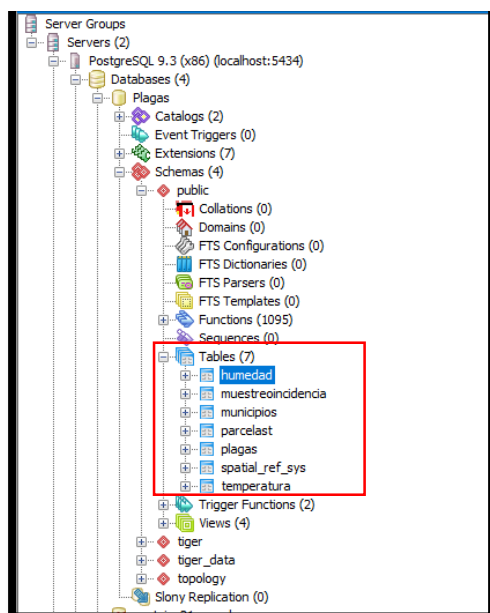 Server Groups
Servers (2)
PostgreSQL 9.3 (x86) (localhost:5434)
Databases (4)
Plagas
Catalogs (2)
Event Triggers (0)
Extensions (7)
Schemas (4)
public
Collations (0)
Domains (0)
FTS Configurations (0)
FTS Dictionaries (0)
FTS Parsers (0)
FTS Templates (0)
Functions (1095)
Sequences (0)
Tables (7)
humedad
muestreoincidencia
municipios
parcelast
plagas
spatial_ref_sys
temperatura
Trigger Functions (2)
Views (4)
tiger
tiger_data
topology
Slony Replication (0)